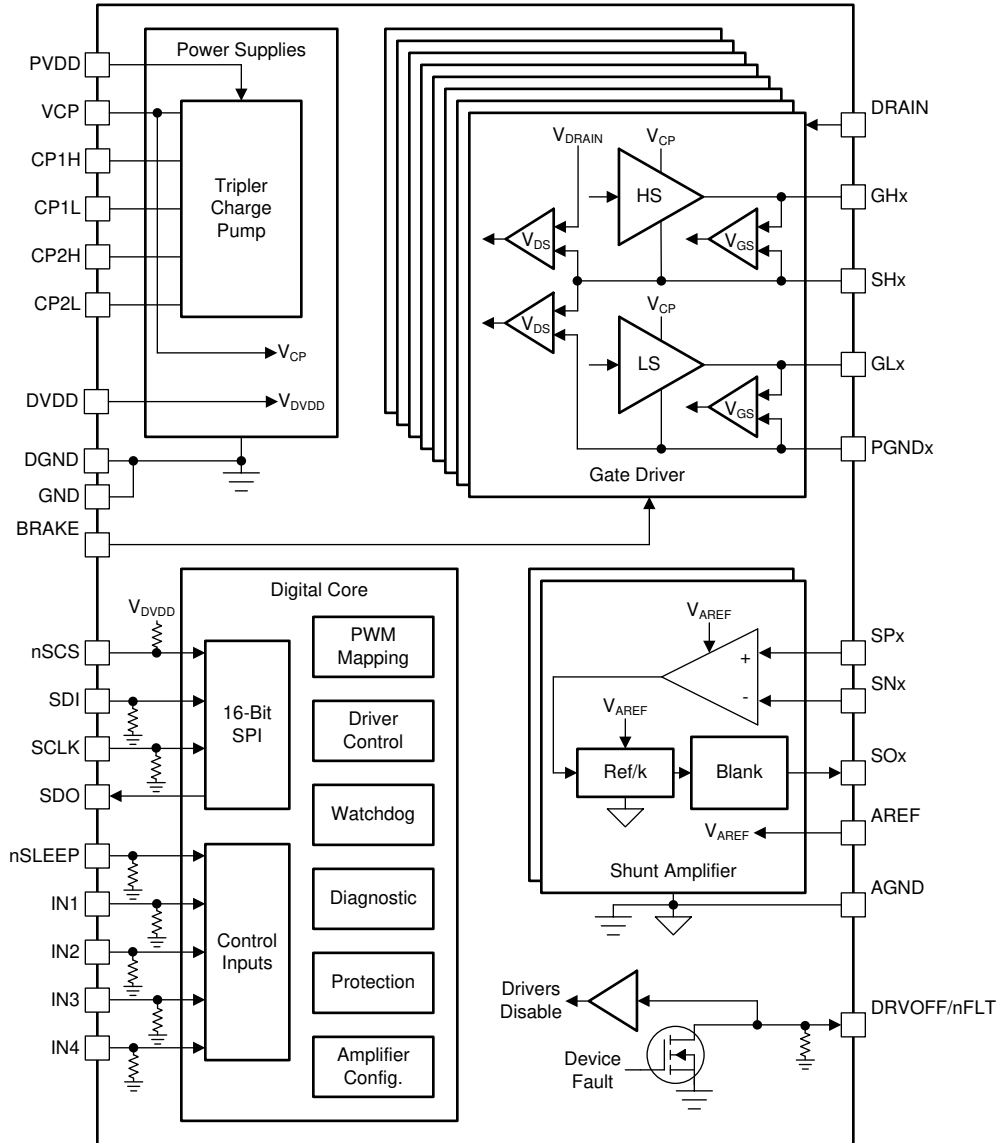 PVDD
VCP
CP1H
CP1L
CP2H
CP2L
DVDD
DGND
GND
BRAKE
Power Supplies
Tripler
Charge
Pump
VCP
VDVDD
VDRAIN
VCP
HS
VDS
VGS
VDS
VCP
LS
VGS
Gate Driver
DRAIN
GHx
SHx
GLx
PGNDx
nSCS
SDI
SCLK
SDO
nSLEEP
IN1
IN2
IN3
IN4
VDVDD
Digital Core
16-Bit
SPI
Control
Inputs
PWM
Mapping
Driver
Control
Watchdog
Diagnostic
Protection
Amplifier
Config.
VAREF
+
-
VAREF
Ref/k
Blank
VAREF
Shunt Amplifier
SPx
SNx
SOx
AREF
AGND
Drivers
Disable
Device
Fault
DRVOFF/nFLT